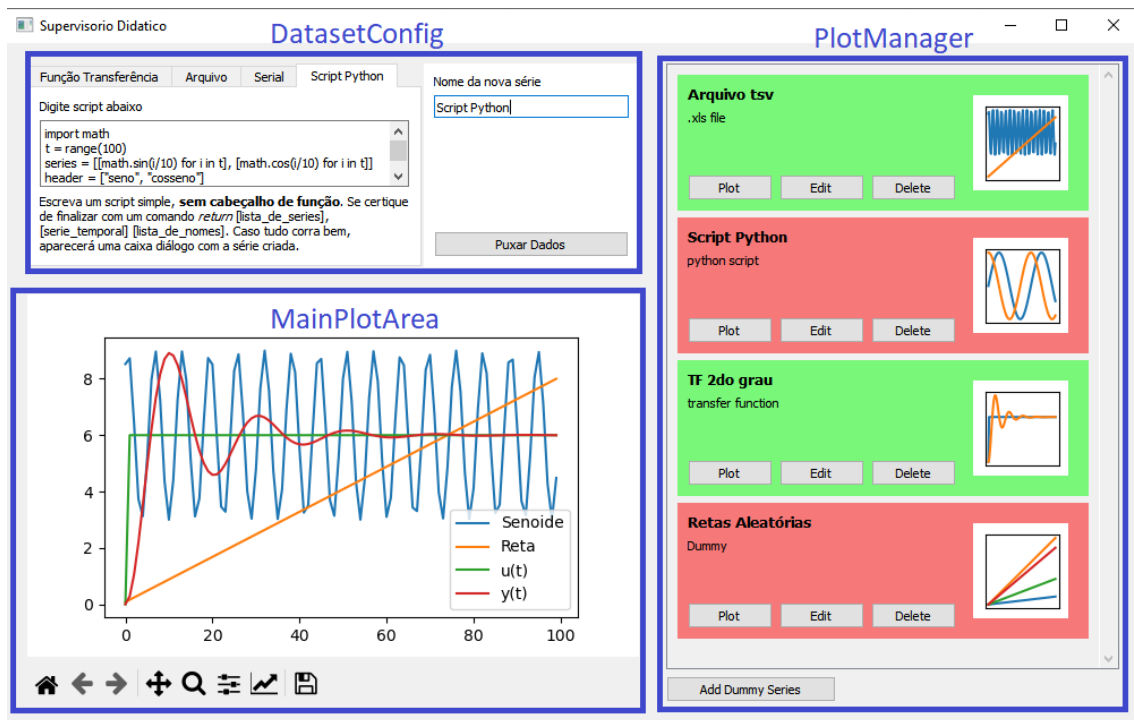 Supervisorio Didatico
DatasetConfig
PlotManager
Função Transferência
Arquivo
Serial
Script Python
Digite script abaixo
import math
t = range(100)
series = [[math.sin(i/10) for i in t], [math.cos(i/10) for i in t]]
header = ["seno", "cosseno"]
Escreva um script simple, sem cabeçalho de função. Se certique
de finalizar com um comando return [lista_de_series],
[serie_temporal] [lista_de_nomes]. Caso tudo corra bem,
aparecerá uma caixa diálogo com a série criada.
Nome da nova série
Script Python
Puxar Dados
MainPlotArea
8
6
4
2
0
0 20 40 60 80 100
Senoide
Reta
u(t)
y(t)
Arquivo tsv
.xls file
Plot Edit Delete
Script Python
python script
Plot Edit Delete
TF 2do grau
transfer function
Plot Edit Delete
Retas Aleatórias
Dummy
Plot Edit Delete
Add Dummy Series